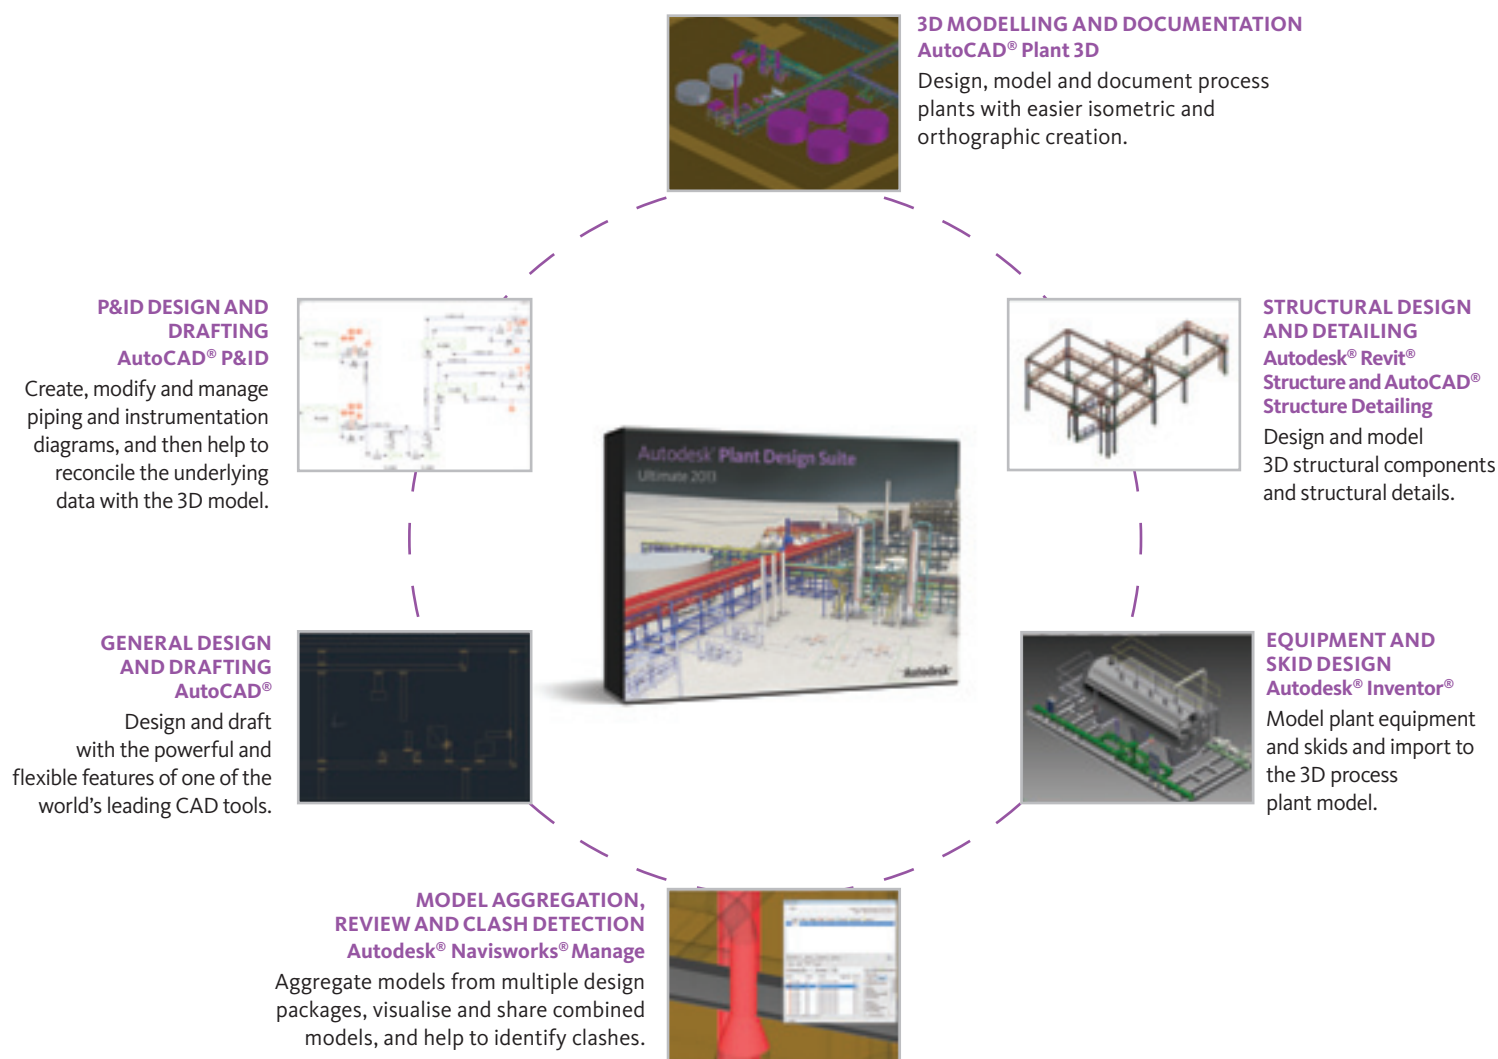 3D MODELLING AND DOCUMENTATION
AutoCAD® Plant 3D
Design, model and document process
plants with easier isometric and
orthographic creation.
P&ID DESIGN AND
DRAFTING
AutoCAD® P&ID
Create, modify and manage
piping and instrumentation
diagrams, and then help to
reconcile the underlying
data with the 3D model.
STRUCTURAL DESIGN
AND DETAILING
Autodesk® Revit®
Structure and AutoCAD®
Structure Detailing
Design and model
3D structural components
and structural details.
Autodesk® Plant Design Suite
Ultimate 2013
Autodesk®
GENERAL DESIGN
AND DRAFTING
AutoCAD®
Design and draft
with the powerful and
flexible features of one of the
world's leading CAD tools.
EQUIPMENT AND
SKID DESIGN
Autodesk® Inventor®
Model plant equipment
and skids and import to
the 3D process
plant model.
MODEL AGGREGATION,
REVIEW AND CLASH DETECTION
Autodesk® Navisworks® Manage
Aggregate models from multiple design
packages, visualise and share combined
models, and help to identify clashes.